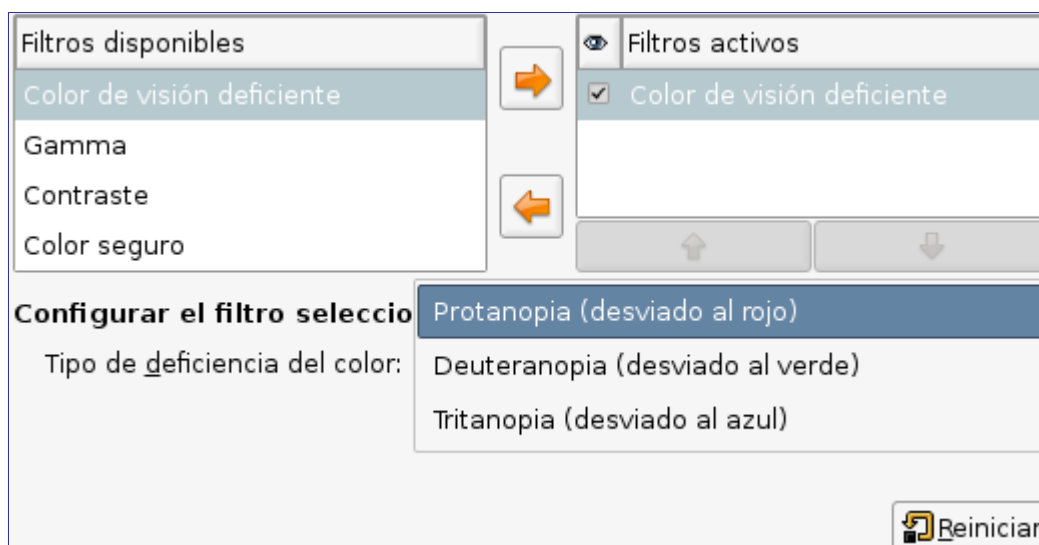 Filtros disponibles
Color de visión deficiente
Gamma
Contraste
Color seguro
Filtros activos
Color de visión deficiente
Configurar el filtro seleccio
Tipo de deficiencia del color:
Protanopia (desviado al rojo)
Deuteranopia (desviado al verde)
Tritanopia (desviado al azul)
Reiniciar